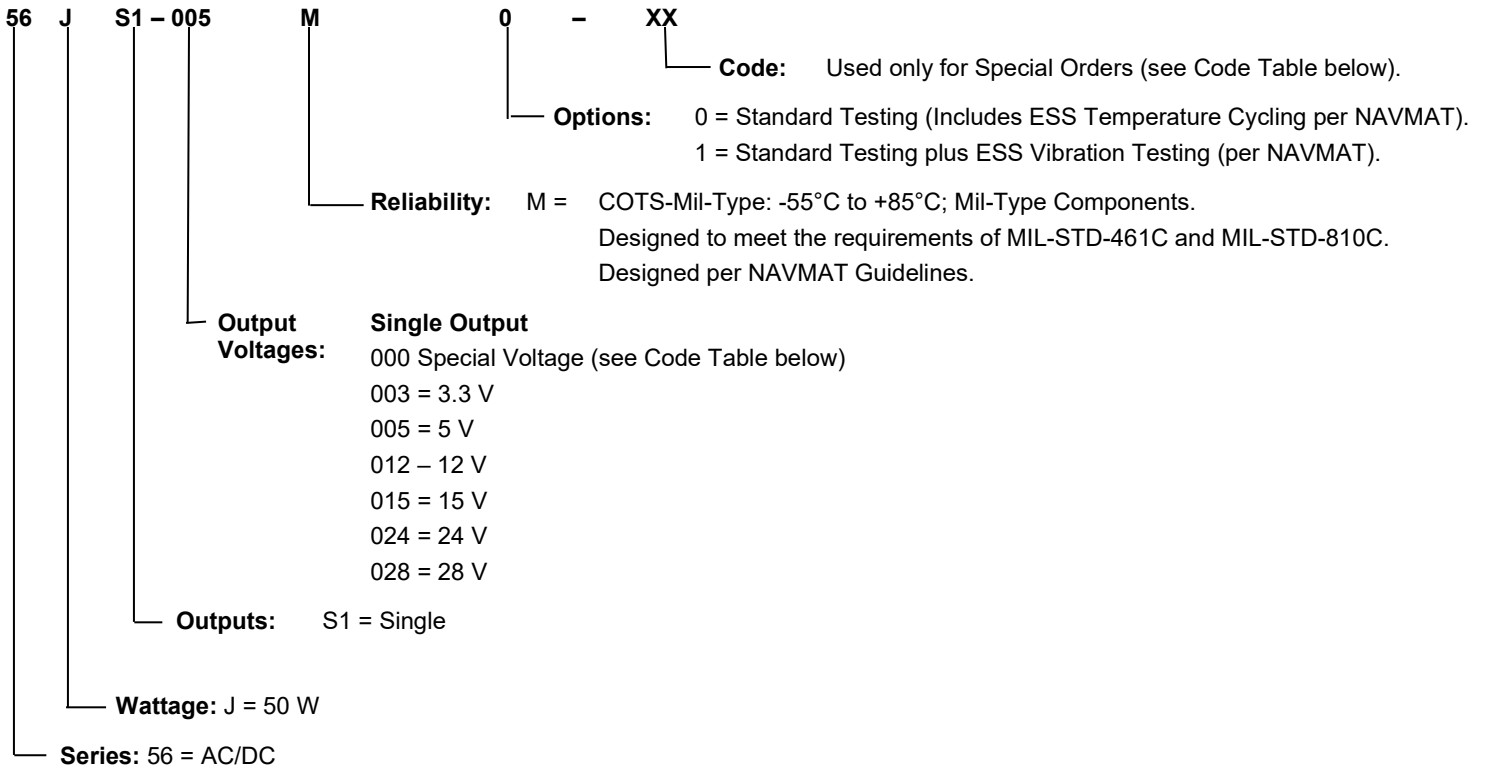 56 J S1 – 005 M 0 – XX
Code: Used only for Special Orders (see Code Table below).
Options: 0 = Standard Testing (Includes ESS Temperature Cycling per NAVMAT).
1 = Standard Testing plus ESS Vibration Testing (per NAVMAT).
Reliability: M = COTS-Mil-Type: -55°C to +85°C; Mil-Type Components.
Designed to meet the requirements of MIL-STD-461C and MIL-STD-810C.
Designed per NAVMAT Guidelines.
Output Voltages:
Single Output
000 Special Voltage (see Code Table below)
003 = 3.3 V
005 = 5 V
012 – 12 V
015 = 15 V
024 = 24 V
028 = 28 V
Outputs: S1 = Single
Wattage: J = 50 W
Series: 56 = AC/DC